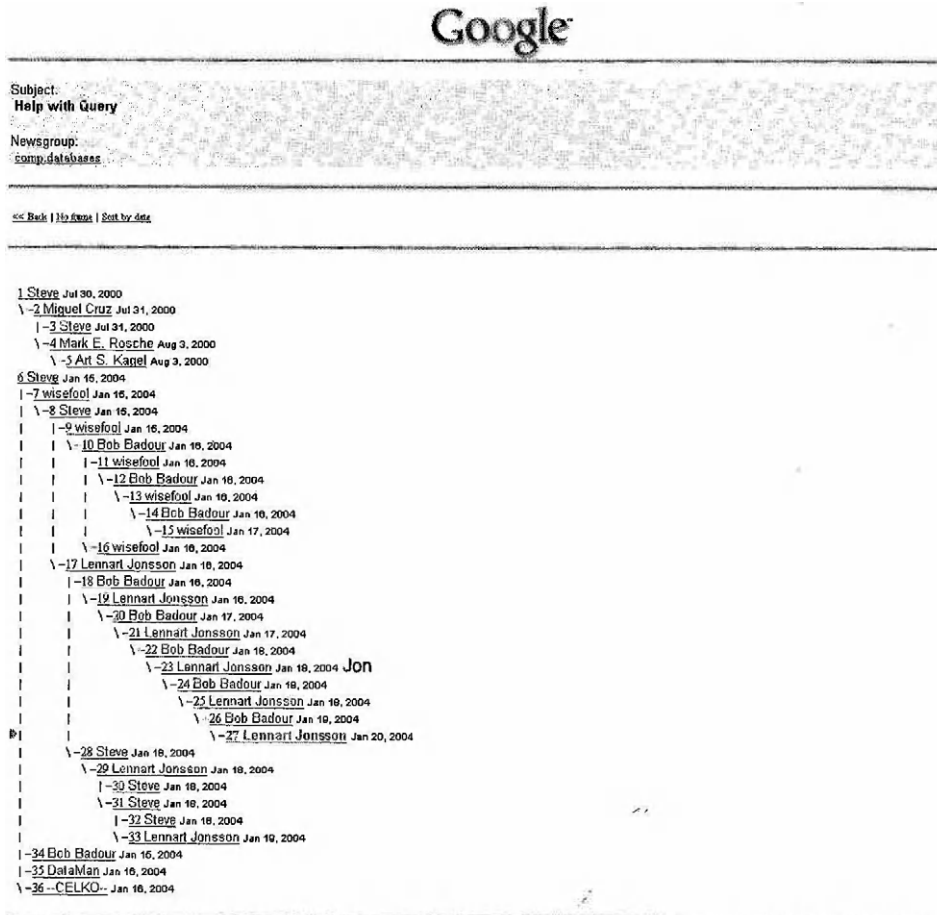 Google
Subject:
Help with Query
Newsgroup:
comp.databases
<< Back | No frame | Sort by date
1 Steve Jul 30, 2000
\ -2 Miguel Cruz Jul 31, 2000
| -3 Steve Jul 31, 2000
\ -4 Mark E. Rosche Aug 3, 2000
\ -5 Art S. Kagel Aug 3, 2000
6 Steve Jan 15, 2004
| -7 wisefool Jan 15, 2004
| \ -8 Steve Jan 15, 2004
| | -9 wisefool Jan 16, 2004
| | \ -10 Bob Badour Jan 16, 2004
| | | -11 wisefool Jan 16, 2004
| | | \ -12 Bob Badour Jan 16, 2004
| | | \ -13 wisefool Jan 16, 2004
| | | \ -14 Bob Badour Jan 16, 2004
| | | \ -15 wisefool Jan 17, 2004
| | \ -16 wisefool Jan 16, 2004
| \ -17 Lennart Jonsson Jan 16, 2004
| | -18 Bob Badour Jan 16, 2004
| | \ -19 Lennart Jonsson Jan 16, 2004
| | \ -20 Bob Badour Jan 17, 2004
| | \ -21 Lennart Jonsson Jan 17, 2004
| | \ -22 Bob Badour Jan 18, 2004
| | \ -23 Lennart Jonsson Jan 18, 2004 Jon
| | \ -24 Bob Badour Jan 18, 2004
| | \ -25 Lennart Jonsson Jan 19, 2004
| | \ -26 Bob Badour Jan 19, 2004
| | \ -27 Lennart Jonsson Jan 20, 2004
| \ -28 Steve Jan 18, 2004
| \ -29 Lennart Jonsson Jan 18, 2004
| | -30 Steve Jan 18, 2004
| \ -31 Steve Jan 18, 2004
| | -32 Steve Jan 18, 2004
| \ -33 Lennart Jonsson Jan 19, 2004
| -34 Bob Badour Jan 15, 2004
| -35 DataMan Jan 16, 2004
\ -36 --CELKO-- Jan 16, 2004